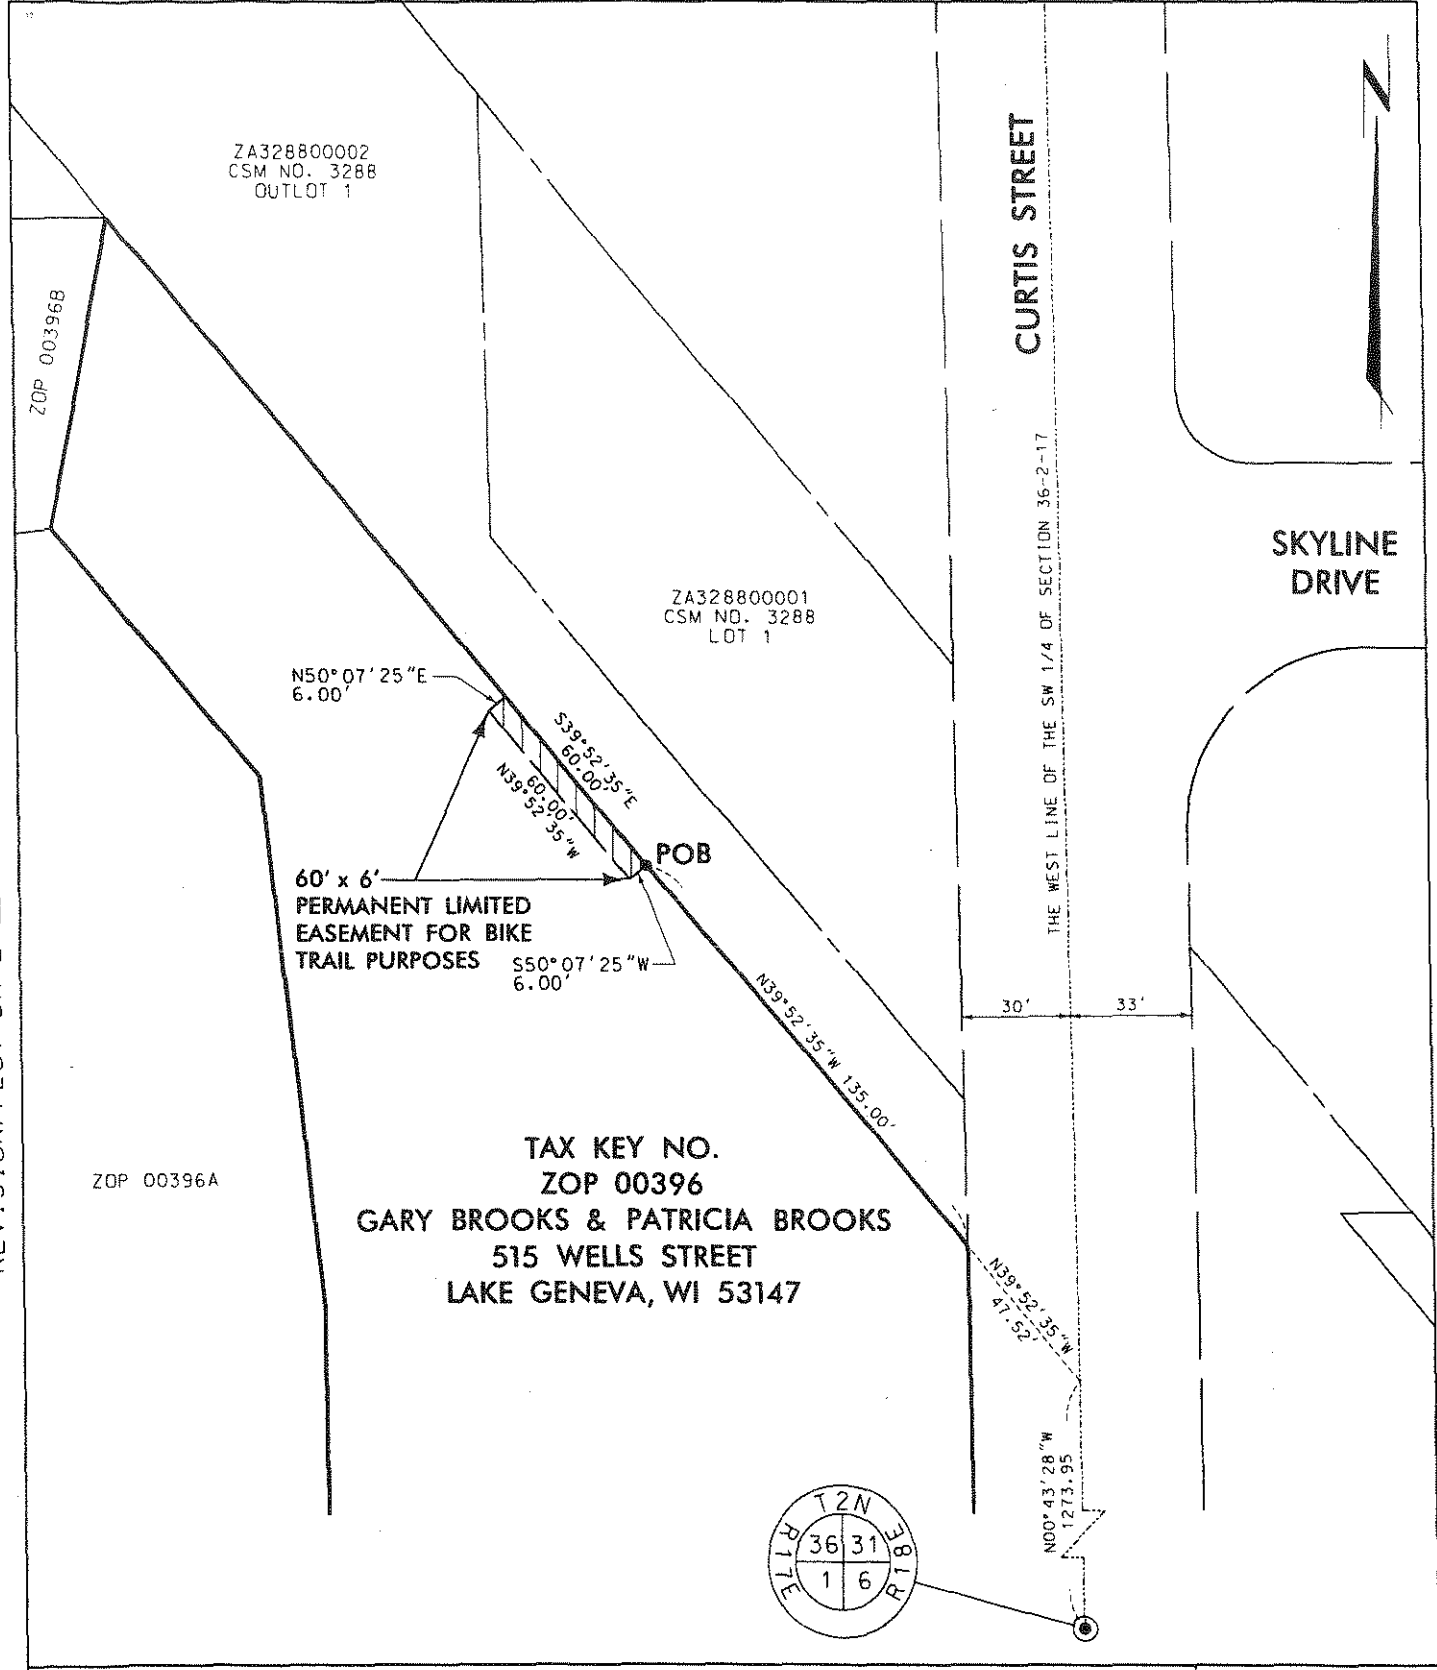 N
ZA328800002
CSM NO. 3288
OUTLOT 1
CURTIS STREET
ZOP 00396B
THE WEST LINE OF THE SW 1/4 OF SECTION 36-2-17
SKYLINE
DRIVE
ZA328800001
CSM NO. 3288
LOT 1
N50°07'25"E
6.00'
S39°52'35"E
60.00'
60.00'
N39°52'35"W
POB
60' x 6'
PERMANENT LIMITED
EASEMENT FOR BIKE
TRAIL PURPOSES
S50°07'25"W
6.00'
N39°52'35"W 135.00'
30'
33'
TAX KEY NO.
ZOP 00396
GARY BROOKS & PATRICIA BROOKS
515 WELLS STREET
LAKE GENEVA, WI 53147
ZOP 00396A
N39°52'35"W
47.52'
N00°43'28"W
1273.95
T2N
R17E
R18E
36 31
1 6